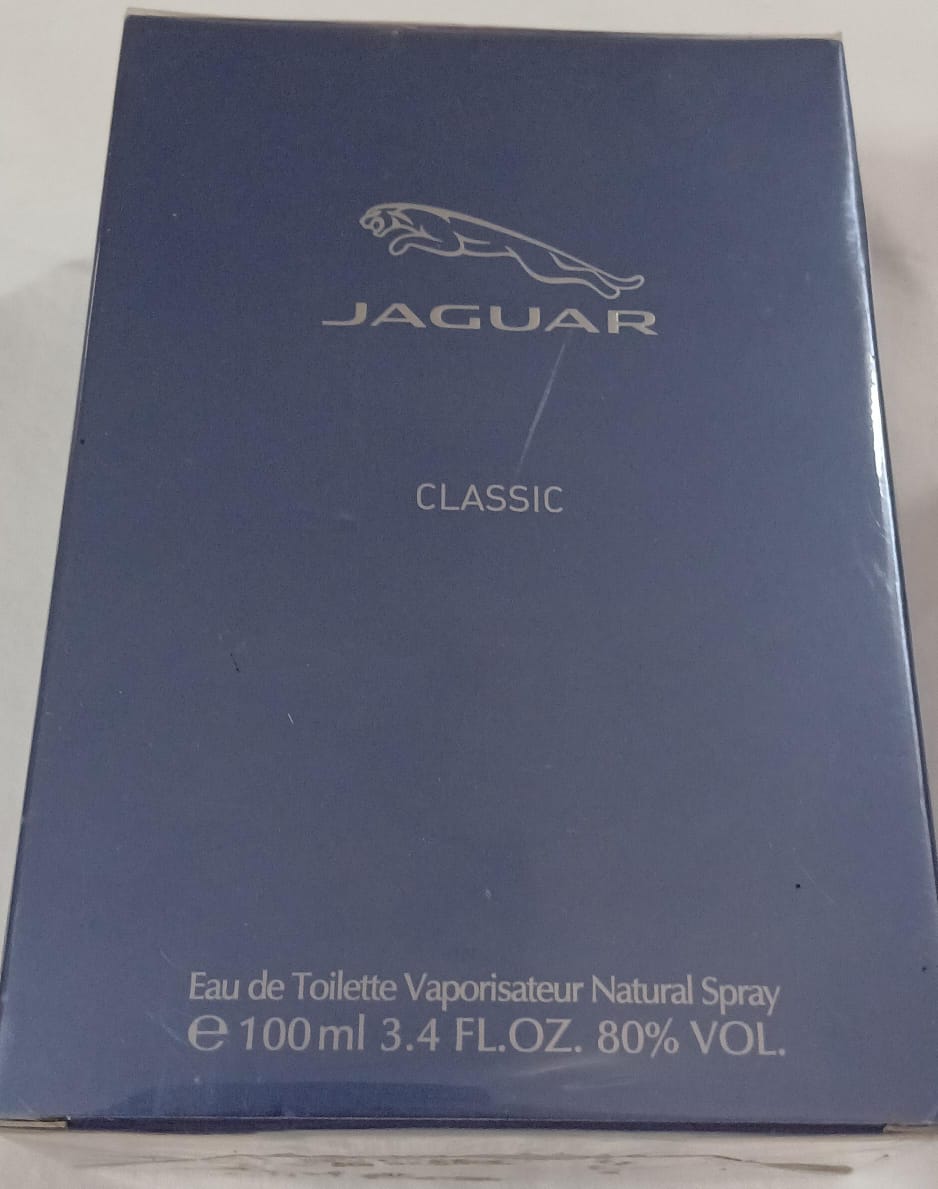 JAGUAR
CLASSIC
Eau de Toilette Vaporisateur Natural Spray
℮ 100 ml 3.4 FL.OZ. 80% VOL.